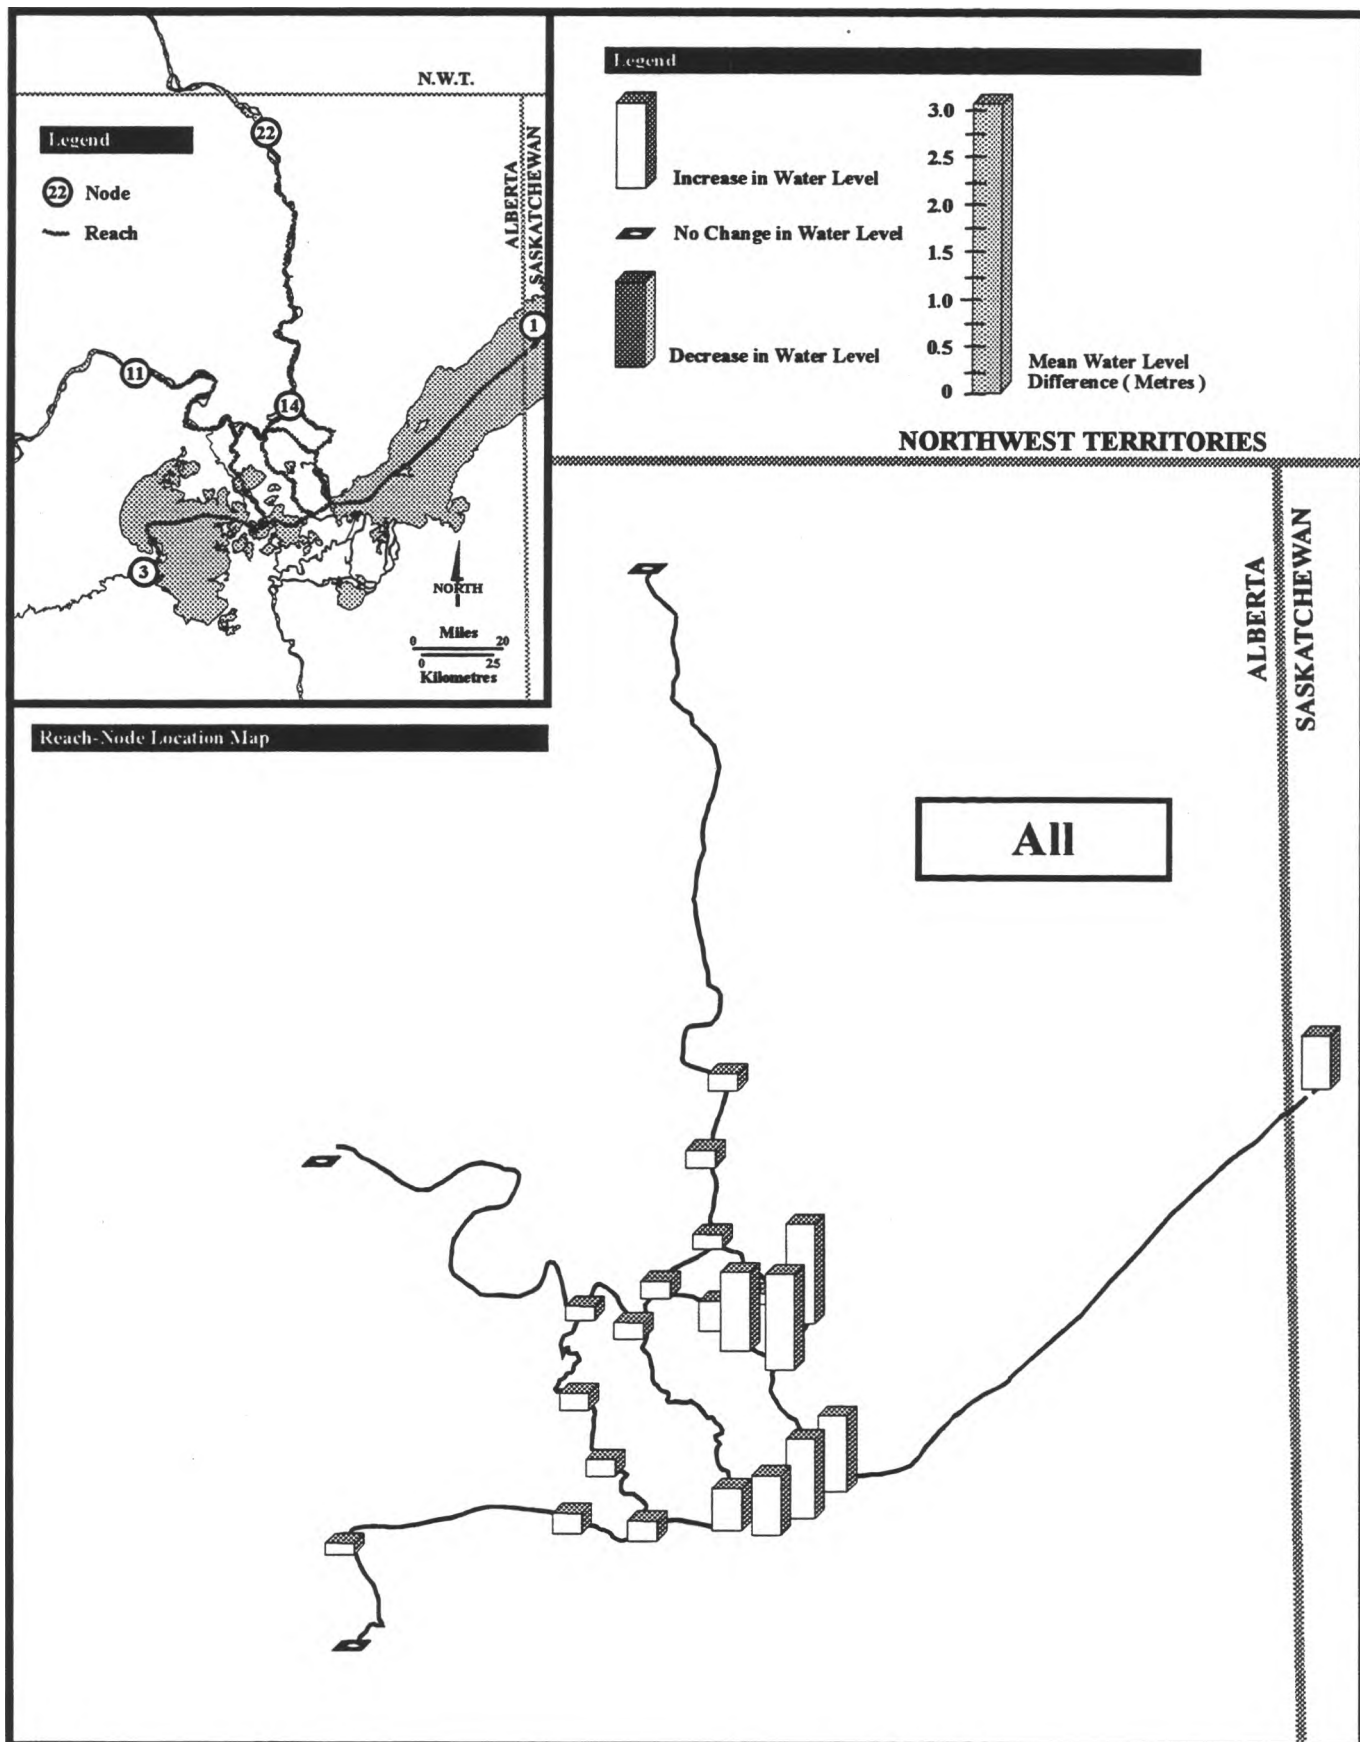 N.W.T.
Legend
22
22 Node
Reach
ALBERTA
SASKATCHEWAN
1
11
14
3
NORTH
Miles
0 20
0 25
Kilometres
Reach-Node Location Map
Legend
Increase in Water Level
No Change in Water Level
Decrease in Water Level
3.0
2.5
2.0
1.5
1.0
0.5
0
Mean Water Level
Difference ( Metres )
NORTHWEST TERRITORIES
ALBERTA
SASKATCHEWAN
All